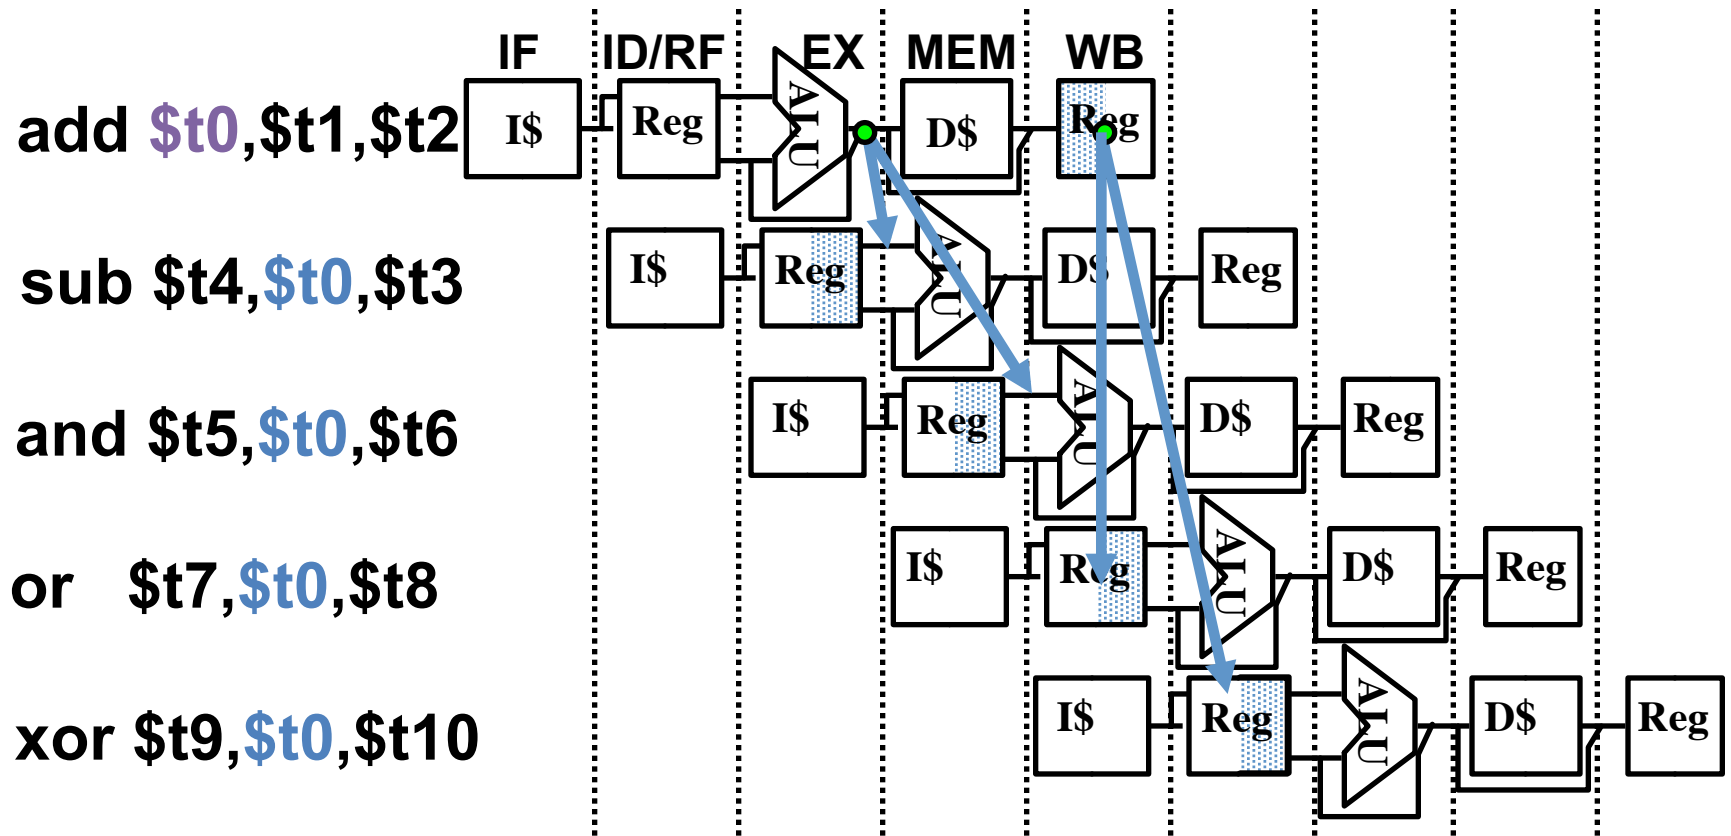 IF ID/RF EX MEM WB
add $t0,$t1,$t2 I$ Reg ALU D$ Reg
sub $t4,$t0,$t3 I$ Reg ALU D$ Reg
and $t5,$t0,$t6 I$ Reg ALU D$ Reg
or $t7,$t0,$t8 I$ Reg ALU D$ Reg
xor $t9,$t0,$t10 I$ Reg ALU D$ Reg